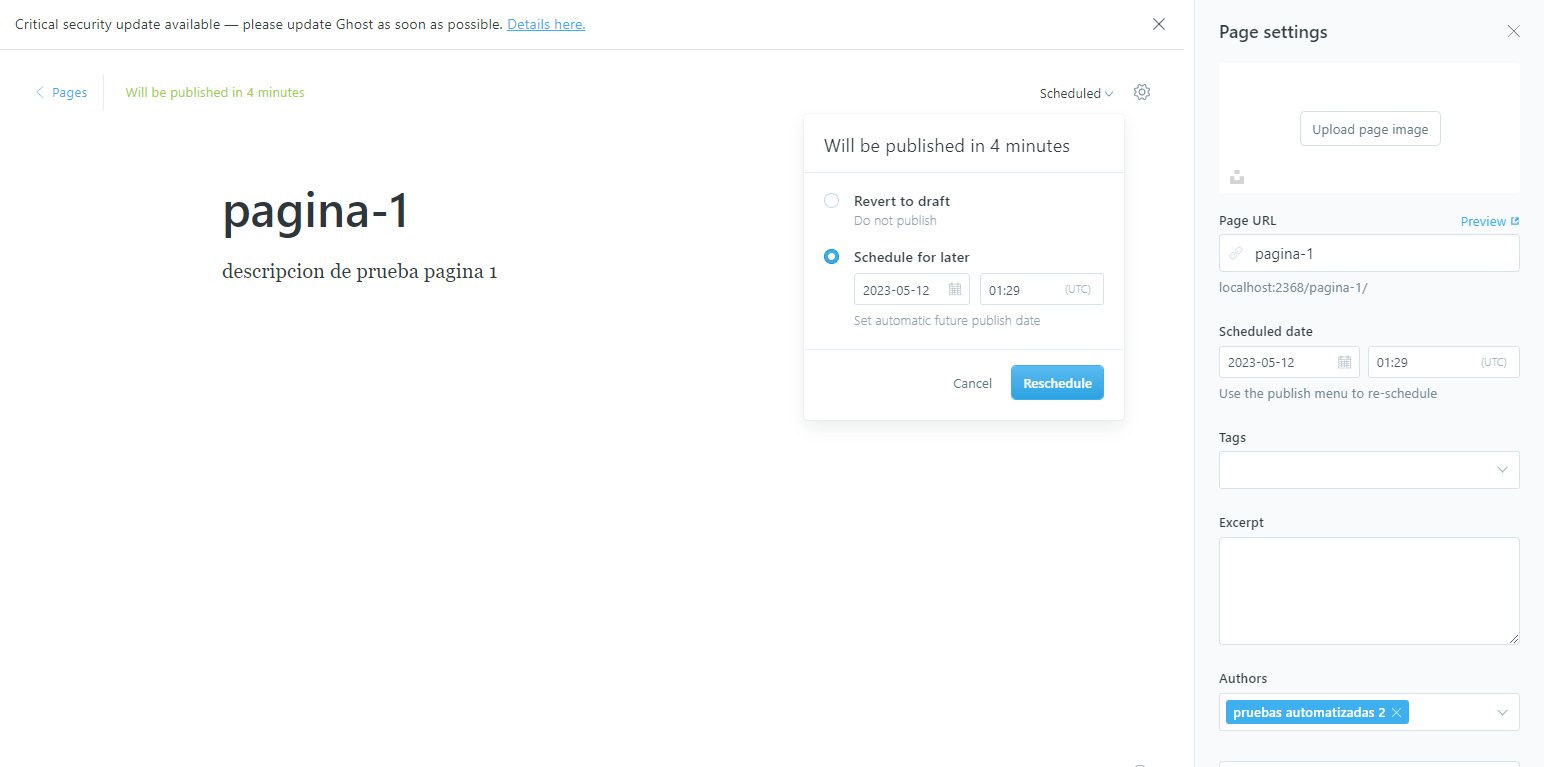 Critical security update available — please update Ghost as soon as possible. Details here.
Pages
Will be published in 4 minutes
Scheduled
Will be published in 4 minutes
Revert to draft
Do not publish
Schedule for later
2023-05-12
01:29
(UTC)
Set automatic future publish date
Cancel
Reschedule
pagina-1
descripcion de prueba pagina 1
Page settings
Upload page image
Page URL
Preview
pagina-1
localhost:2368/pagina-1/
Scheduled date
2023-05-12
01:29
(UTC)
Use the publish menu to re-schedule
Tags
Excerpt
Authors
pruebas automatizadas 2